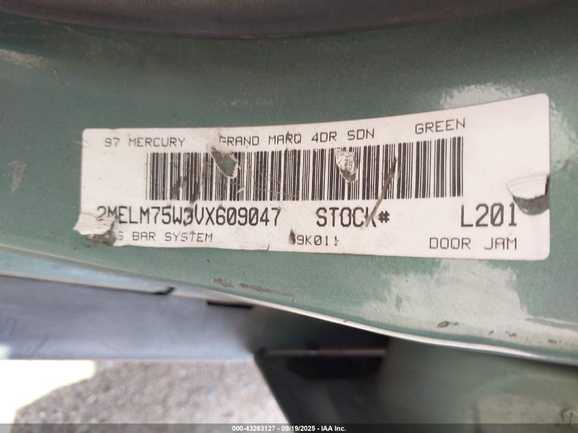 97 MERCURY GRAND MARQ 4DR SDN GREEN
2MELM75W3VX609047 STOCK# L201
BAR SYSTEM 89K011 DOOR JAM
000-43263127 - 09/19/2025 - IAA Inc.